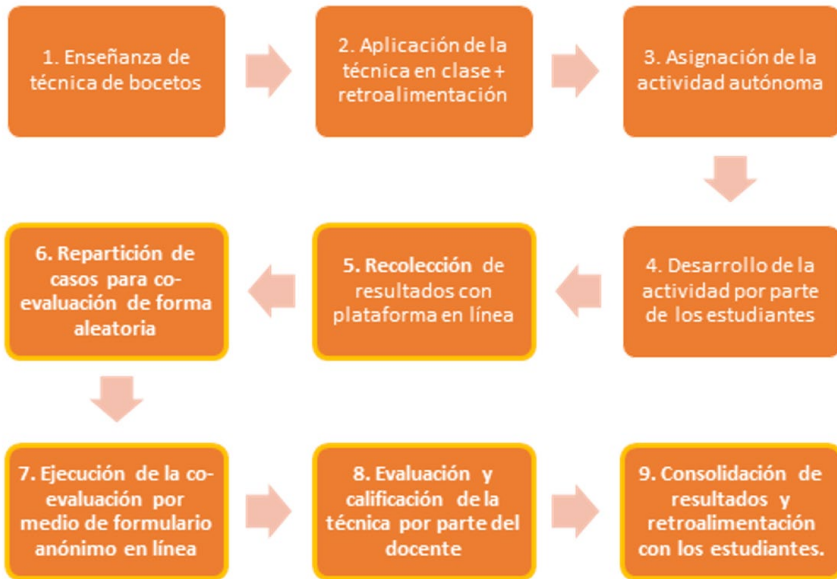 1. Enseñanza de
técnica de bocetos
2. Aplicación de la
técnica en clase +
retroalimentación
3. Asignación de la
actividad autónoma
4. Desarrollo de la
actividad por parte
de los estudiantes
5. Recolección de
resultados con
plataforma en línea
6. Repartición de
casos para co-
evaluación de forma
aleatoria
7. Ejecución de la co-
evaluación por
medio de formulario
anónimo en línea
8. Evaluación y
calificación de la
técnica por parte del
docente
9. Consolidación de
resultados y
retroalimentación
con los estudiantes.